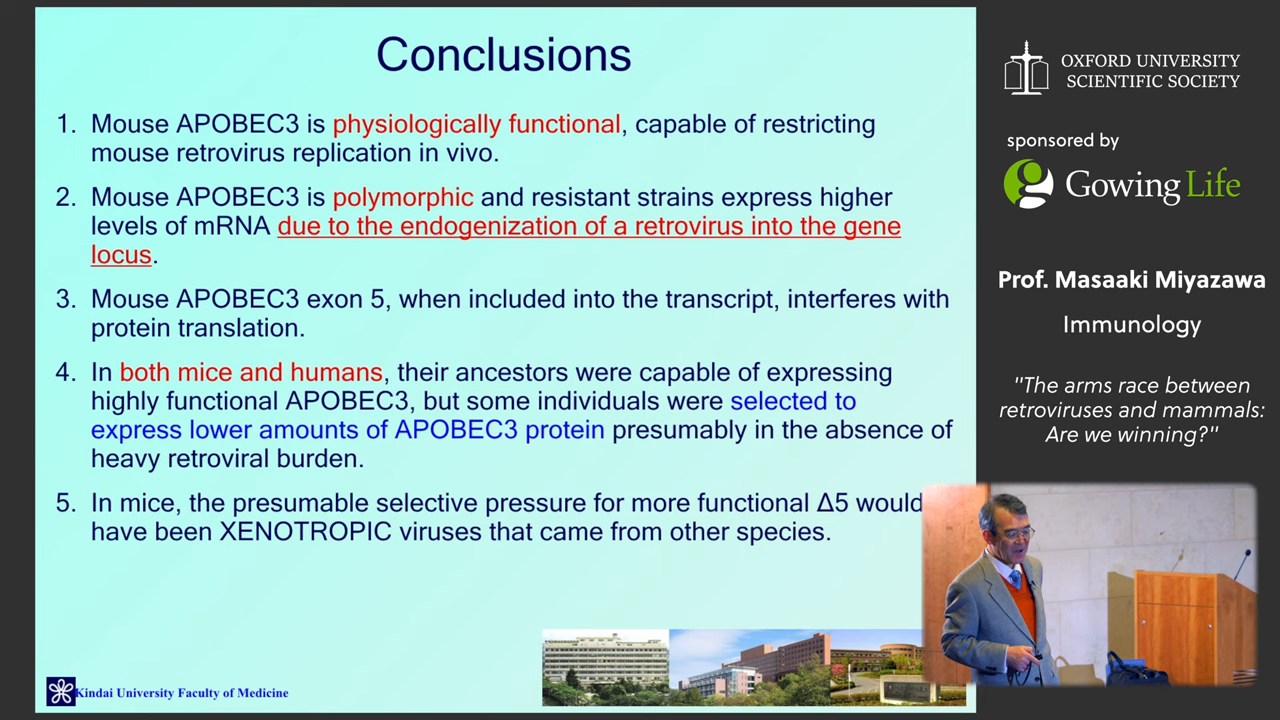 Conclusions
1. Mouse APOBEC3 is physiologically functional, capable of restricting
mouse retrovirus replication in vivo.
2. Mouse APOBEC3 is polymorphic and resistant strains express higher
levels of mRNA due to the endogenization of a retrovirus into the gene
locus.
3. Mouse APOBEC3 exon 5, when included into the transcript, interferes with
protein translation.
4. In both mice and humans, their ancestors were capable of expressing
highly functional APOBEC3, but some individuals were selected to
express lower amounts of APOBEC3 protein presumably in the absence of
heavy retroviral burden.
5. In mice, the presumable selective pressure for more functional Δ5 would
have been XENOTROPIC viruses that came from other species.
Kindai University Faculty of Medicine
OXFORD UNIVERSITY
SCIENTIFIC SOCIETY
sponsored by
Gowing Life
Prof. Masaaki Miyazawa
Immunology
"The arms race between
retroviruses and mammals:
Are we winning?"